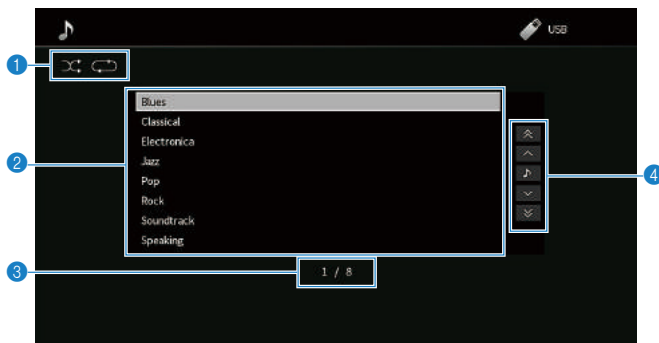 USB
1
Blues
Classical
Electronica
2
Jazz
4
Pop
Rock
Soundtrack
Speaking
3
1 / 8